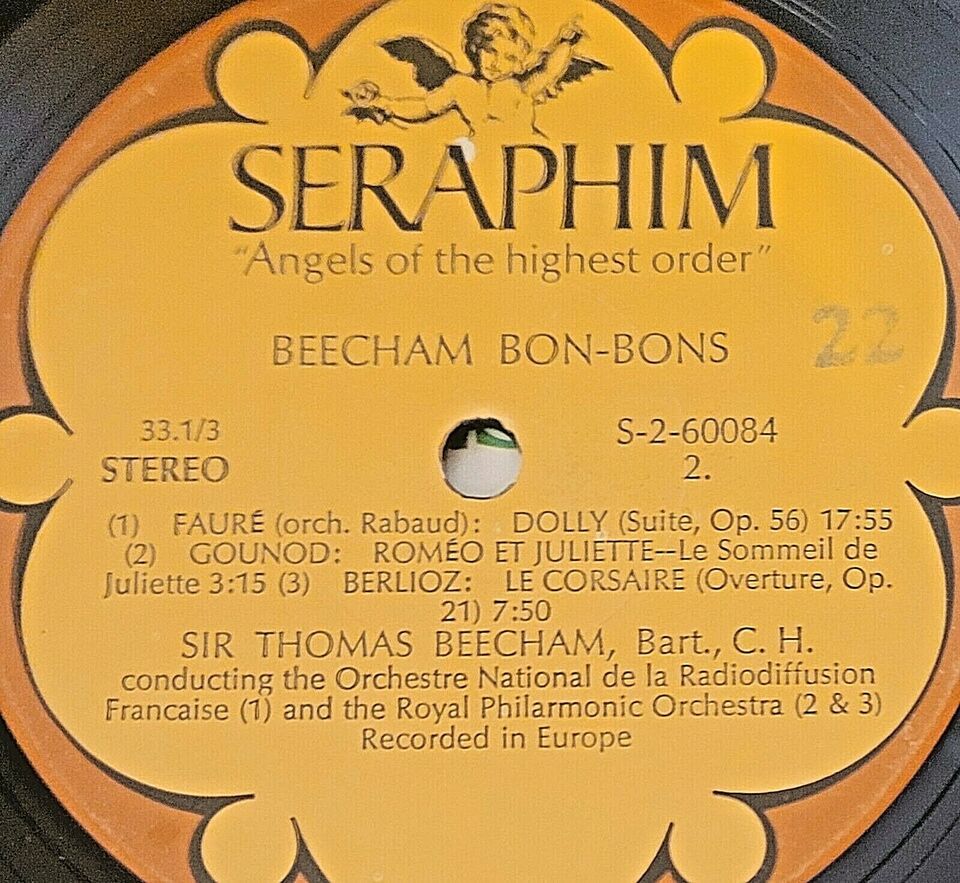 SERAPHIM
"Angels of the highest order"
BEECHAM BON-BONS
22
33.1/3
S-2-60084
STEREO
2.
(1) FAURÉ (orch. Rabaud): DOLLY (Suite, Op. 56) 17:55
(2) GOUNOD: ROMÉO ET JULIETTE--Le Sommeil de
Juliette 3:15 (3) BERLIOZ: LE CORSAIRE (Overture, Op.
21) 7:50
SIR THOMAS BEECHAM, Bart., C. H.
conducting the Orchestre National de la Radiodiffusion
Francaise (1) and the Royal Philarmonic Orchestra (2 & 3)
Recorded in Europe